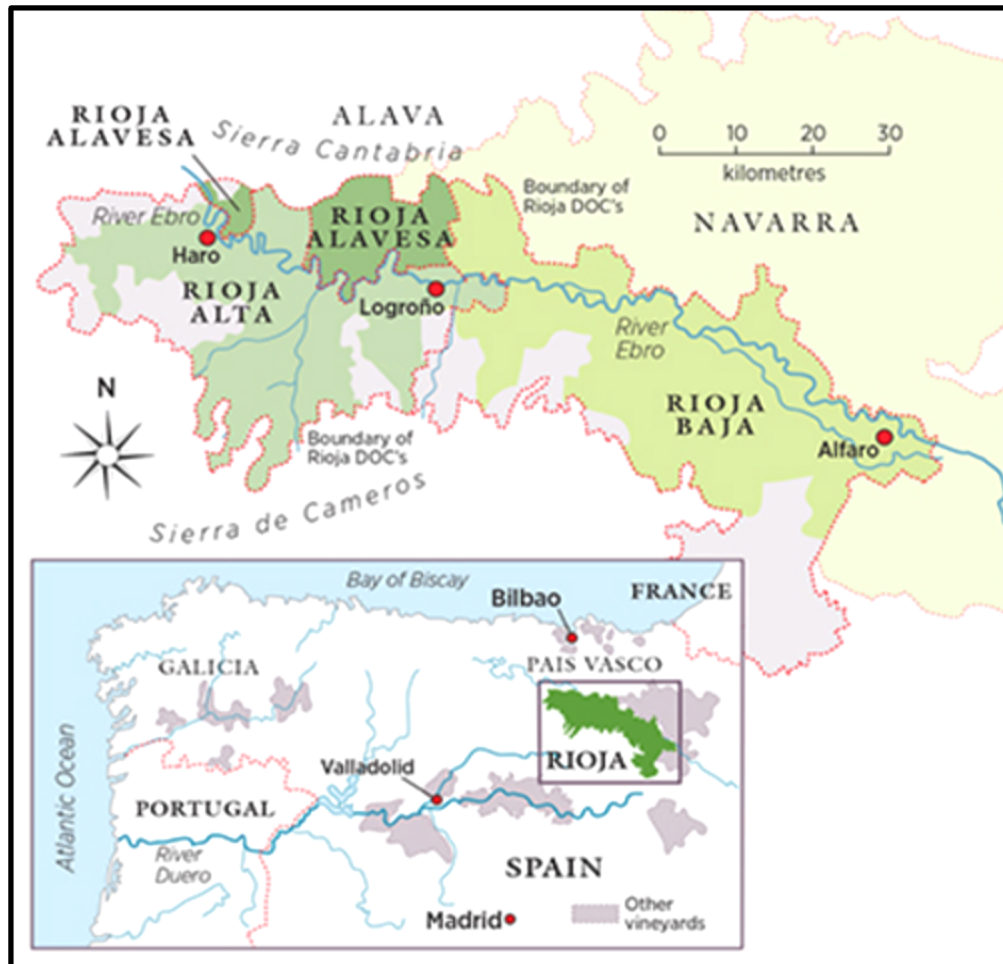 RIOJA
ALAVESA
Sierra Cantabria
ALAVA
0 10 20 30
kilometres
Boundary of
Rioja DOC's
NAVARRA
River Ebro
Haro
RIOJA
ALAVESA
RIOJA
ALTA
Logroño
River
Ebro
RIOJA
BAJA
Alfaro
N
Boundary of
Rioja DOC's
Sierra de Cameros
Bay of Biscay
FRANCE
Bilbao
GALICIA
PAIS VASCO
Atlantic Ocean
RIOJA
Valladolid
PORTUGAL
River
Duero
SPAIN
Madrid
Other
vineyards